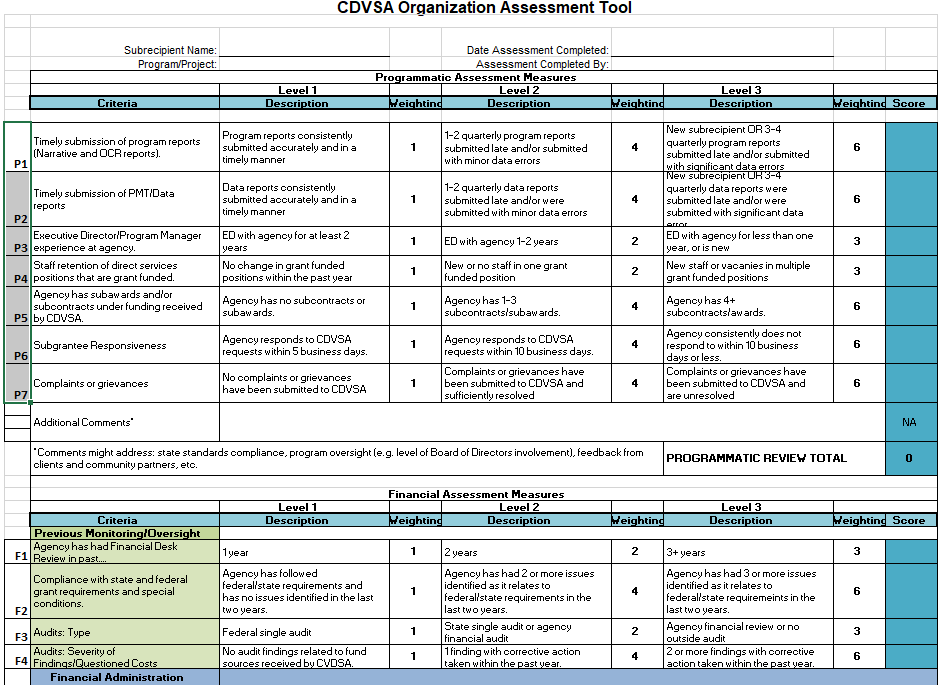 CDVSA Organization Assessment Tool
Subrecipient Name:
Date Assessment Completed:
Program/Project:
Assessment Completed By:
Programmatic Assessment Measures
Level 1
Level 2
Level 3
Criteria
Description
Weighting
Description
Weighting
Description
Weighting
Score
P1
Timely submission of program reports
(Narrative and OCR reports).
Program reports consistently
submitted accurately and in a
timely manner
1
1-2 quarterly program reports
submitted late and/or submitted
with minor data errors
4
New subrecipient OR 3-4
quarterly program reports
submitted late and/or submitted
with significant data errors
6
P2
Timely submission of PMT/Data
reports
Data reports consistently
submitted accurately and in a
timely manner
1
1-2 quarterly data reports
submitted late and/or were
submitted with minor data errors
4
New subrecipient OR 3-4
quarterly data reports were
submitted late and/or were
submitted with significant data
error
6
P3
Executive Director/Program Manager
experience at agency.
ED with agency for at least 2
years
1
ED with agency 1-2 years
2
ED with agency for less than one
year, or is new
3
P4
Staff retention of direct services
positions that are grant funded.
No change in grant funded
positions within the past year
1
New or no staff in one grant
funded position
2
New staff or vacanies in multiple
grant funded positions
3
P5
Agency has subawards and/or
subcontracts under funding received
by CDVSA.
Agency has no subcontracts or
subawards.
1
Agency has 1-3
subcontracts/subawards.
4
Agency has 4+
subcontracts/awards.
6
P6
Subgrantee Responsiveness
Agency responds to CDVSA
requests within 5 business days.
1
Agency responds to CDVSA
requests within 10 business days.
4
Agency consistently does not
respond to within 10 business
days or less.
6
P7
Complaints or grievances
No complaints or grievances
have been submitted to CDVSA
1
Complaints or grievances have
been submitted to CDVSA and
sufficiently resolved
4
Complaints or grievances have
been submitted to CDVSA and
are unresolved
6
Additional Comments*
NA
*Comments might address: state standards compliance, program oversight (e.g. level of Board of Directors involvement), feedback from
clients and community partners, etc.
PROGRAMMATIC REVIEW TOTAL
0
Financial Assessment Measures
Level 1
Level 2
Level 3
Criteria
Description
Weighting
Description
Weighting
Description
Weighting
Score
Previous Monitoring/Oversight
F1
Agency has had Financial Desk
Review in past....
1 year
1
2 years
2
3+ years
3
F2
Compliance with state and federal
grant requirements and special
conditions.
Agency has followed
federal/state requirements and
has no issues identified in the last
two years.
1
Agency has had 2 or more issues
identified as it relates to
federal/state requirements in the
last two years.
4
Agency has had 3 or more issues
identified as it relates to
federal/state requiremeints in the
last two years.
6
F3
Audits: Type
Federal single audit
1
State single audit or agency
financial audit
2
Agency financial review or no
outside audit
3
F4
Audits: Severity of
Findings/Questioned Costs
No audit findings related to fund
sources received by CVDSA.
1
1 finding with corrective action
taken within the past year.
4
2 or more findings with corrective
action taken within the past year.
6
Financial Administration